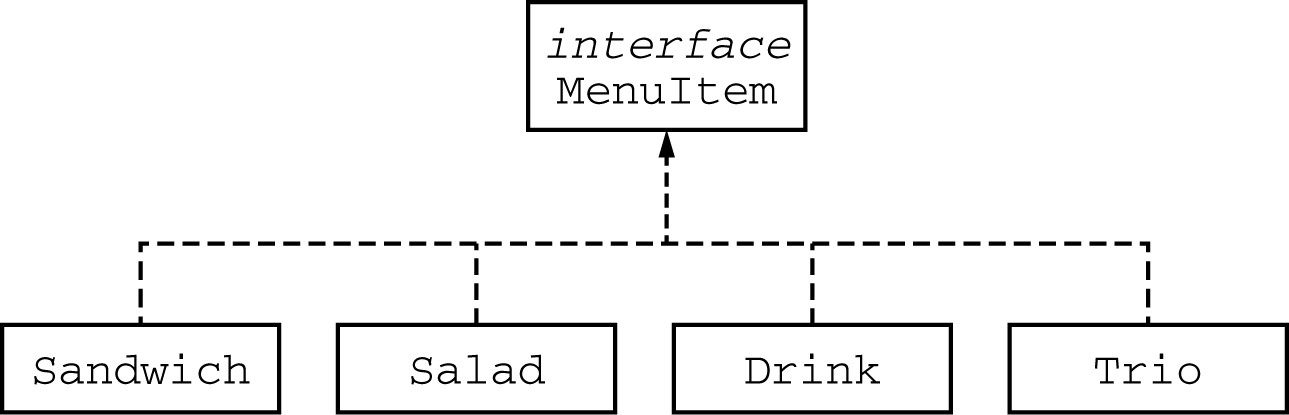 interface
MenuItem
Sandwich
Salad
Drink
Trio